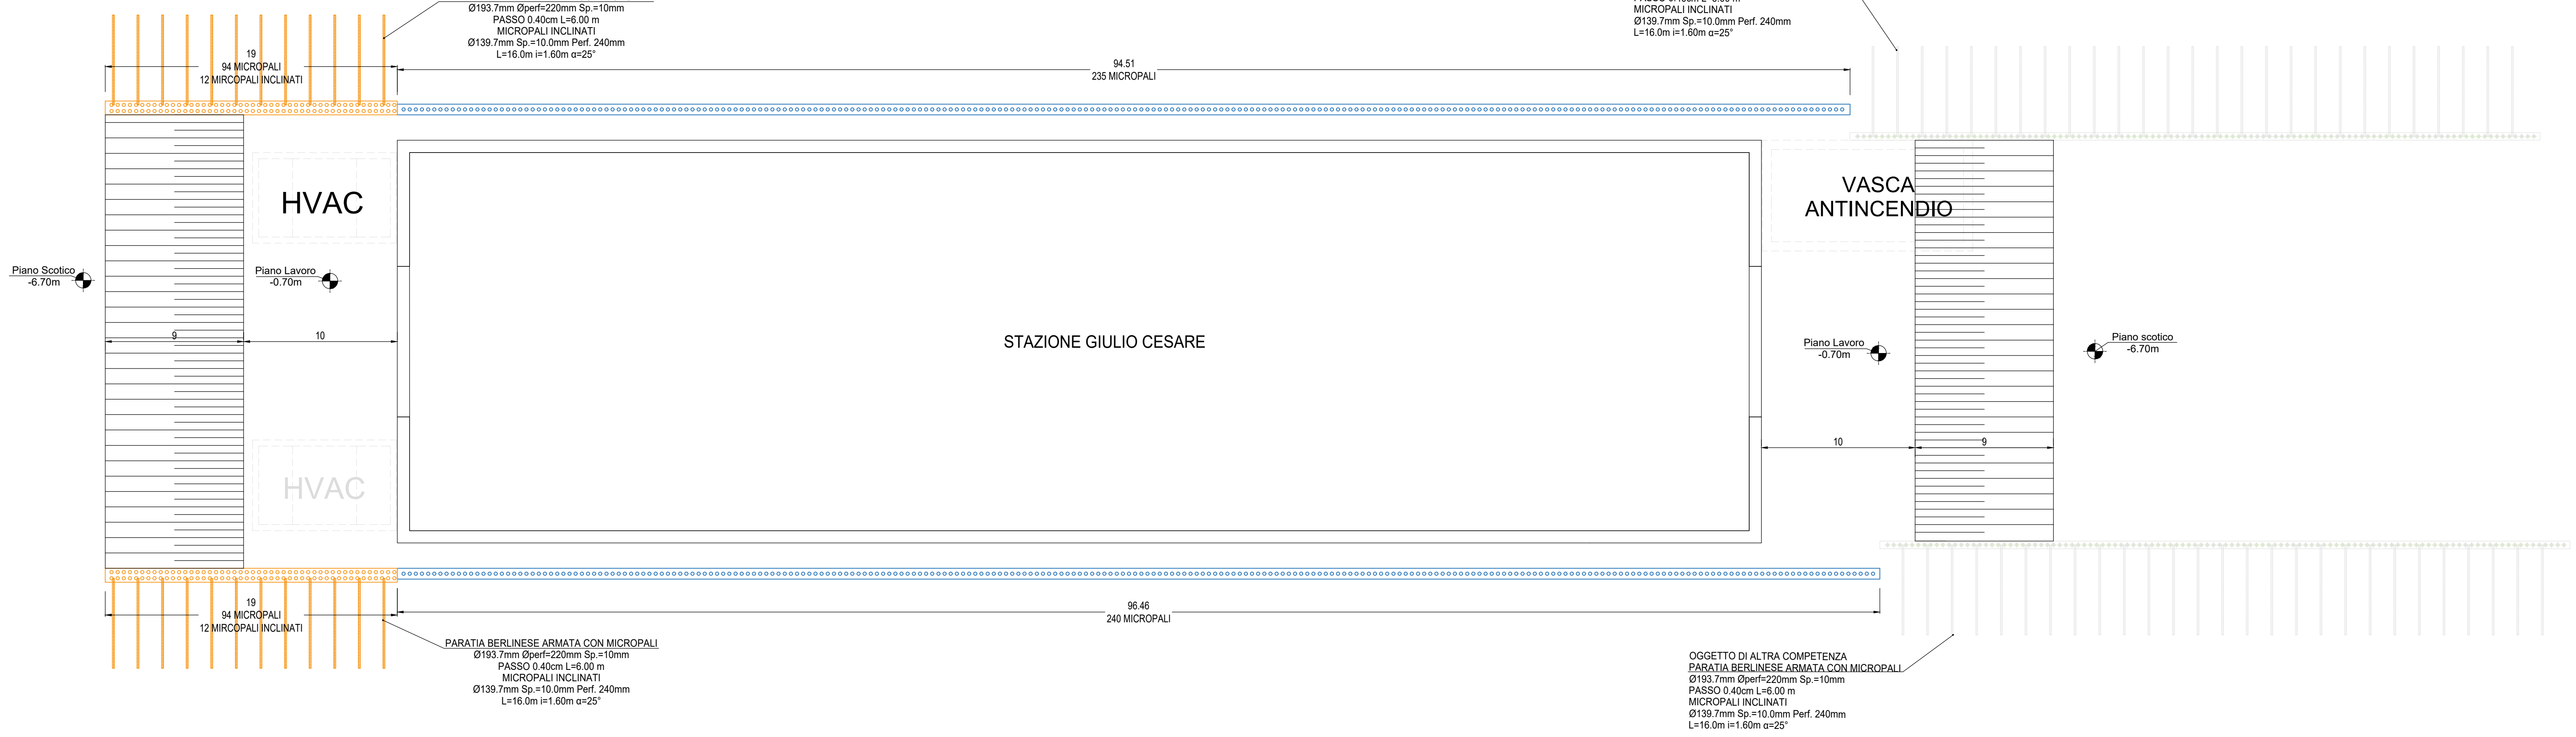 Ø193.7mm Øperf=220mm Sp.=10mm
PASSO 0.40cm L=6.00 m
MICROPALI INCLINATI
Ø139.7mm Sp.=10.0mm Perf. 240mm
L=16.0m i=1.60m α=25°
MICROPALI INCLINATI
Ø139.7mm Sp.=10.0mm Perf. 240mm
L=16.0m i=1.60m α=25°
19
94 MICROPALI
12 MIRCOPALI INCLINATI
94.51
235 MICROPALI
HVAC
VASCA
ANTINCENDIO
Piano Scotico
-6.70m
Piano Lavoro
-0.70m
9
10
STAZIONE GIULIO CESARE
Piano Lavoro
-0.70m
Piano scotico
-6.70m
10
9
HVAC
19
94 MICROPALI
12 MIRCOPALI INCLINATI
96.46
240 MICROPALI
PARATIA BERLINESE ARMATA CON MICROPALI
Ø193.7mm Øperf=220mm Sp.=10mm
PASSO 0.40cm L=6.00 m
MICROPALI INCLINATI
Ø139.7mm Sp.=10.0mm Perf. 240mm
L=16.0m i=1.60m α=25°
OGGETTO DI ALTRA COMPETENZA
PARATIA BERLINESE ARMATA CON MICROPALI
Ø193.7mm Øperf=220mm Sp.=10mm
PASSO 0.40cm L=6.00 m
MICROPALI INCLINATI
Ø139.7mm Sp.=10.0mm Perf. 240mm
L=16.0m i=1.60m α=25°